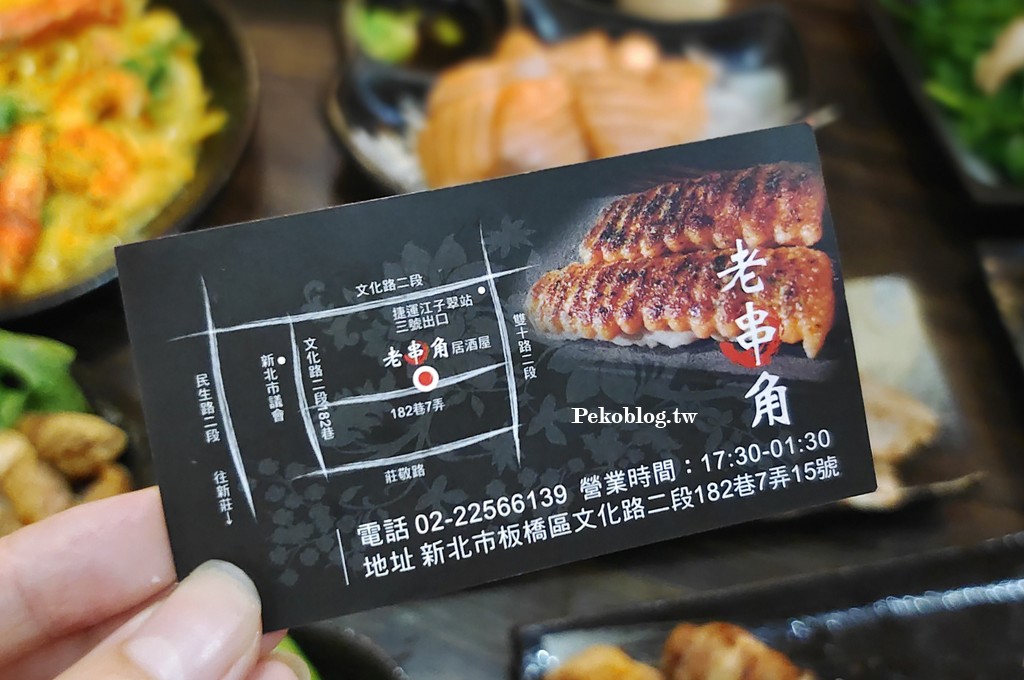 文化路二段
捷運江子翠站
三號出口
老串角居酒屋
182巷7弄
莊敬路
文化路二段182巷
新北市議會
民生路二段
往新莊↓
雙十路二段
老串角
Pekoblog.tw
電話 02-22566139 營業時間：17:30-01:30
地址 新北市板橋區文化路二段182巷7弄15號